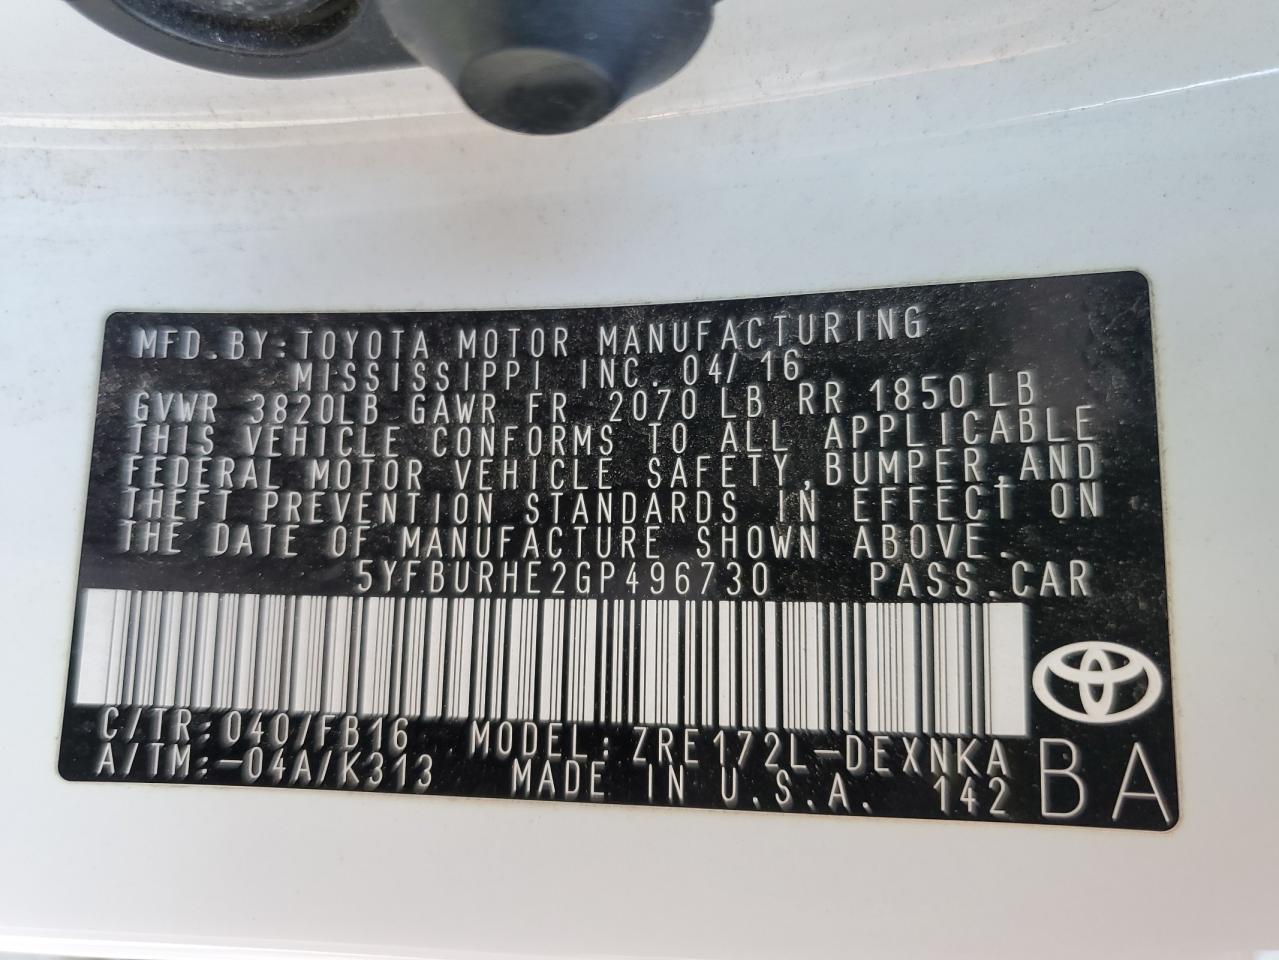 MFD.BY:TOYOTA MOTOR MANUFACTURING
MISSISSIPPI INC. 04/16
GVWR 3820LB GAWR FR 2070 LB RR 1850LB
THIS VEHICLE CONFORMS TO ALL APPLICABLE
FEDERAL MOTOR VEHICLE SAFETY,BUMPER,AND
THEFT PREVENTION STANDARDS IN EFFECT ON
THE DATE OF MANUFACTURE SHOWN ABOVE.
5YFBURHE2GP496730 PASS.CAR
C/TR:040/FB16 MODEL:ZRE172L-DEXNKA
A/TM:-04A/K313 MADE IN U.S.A. 142
BA